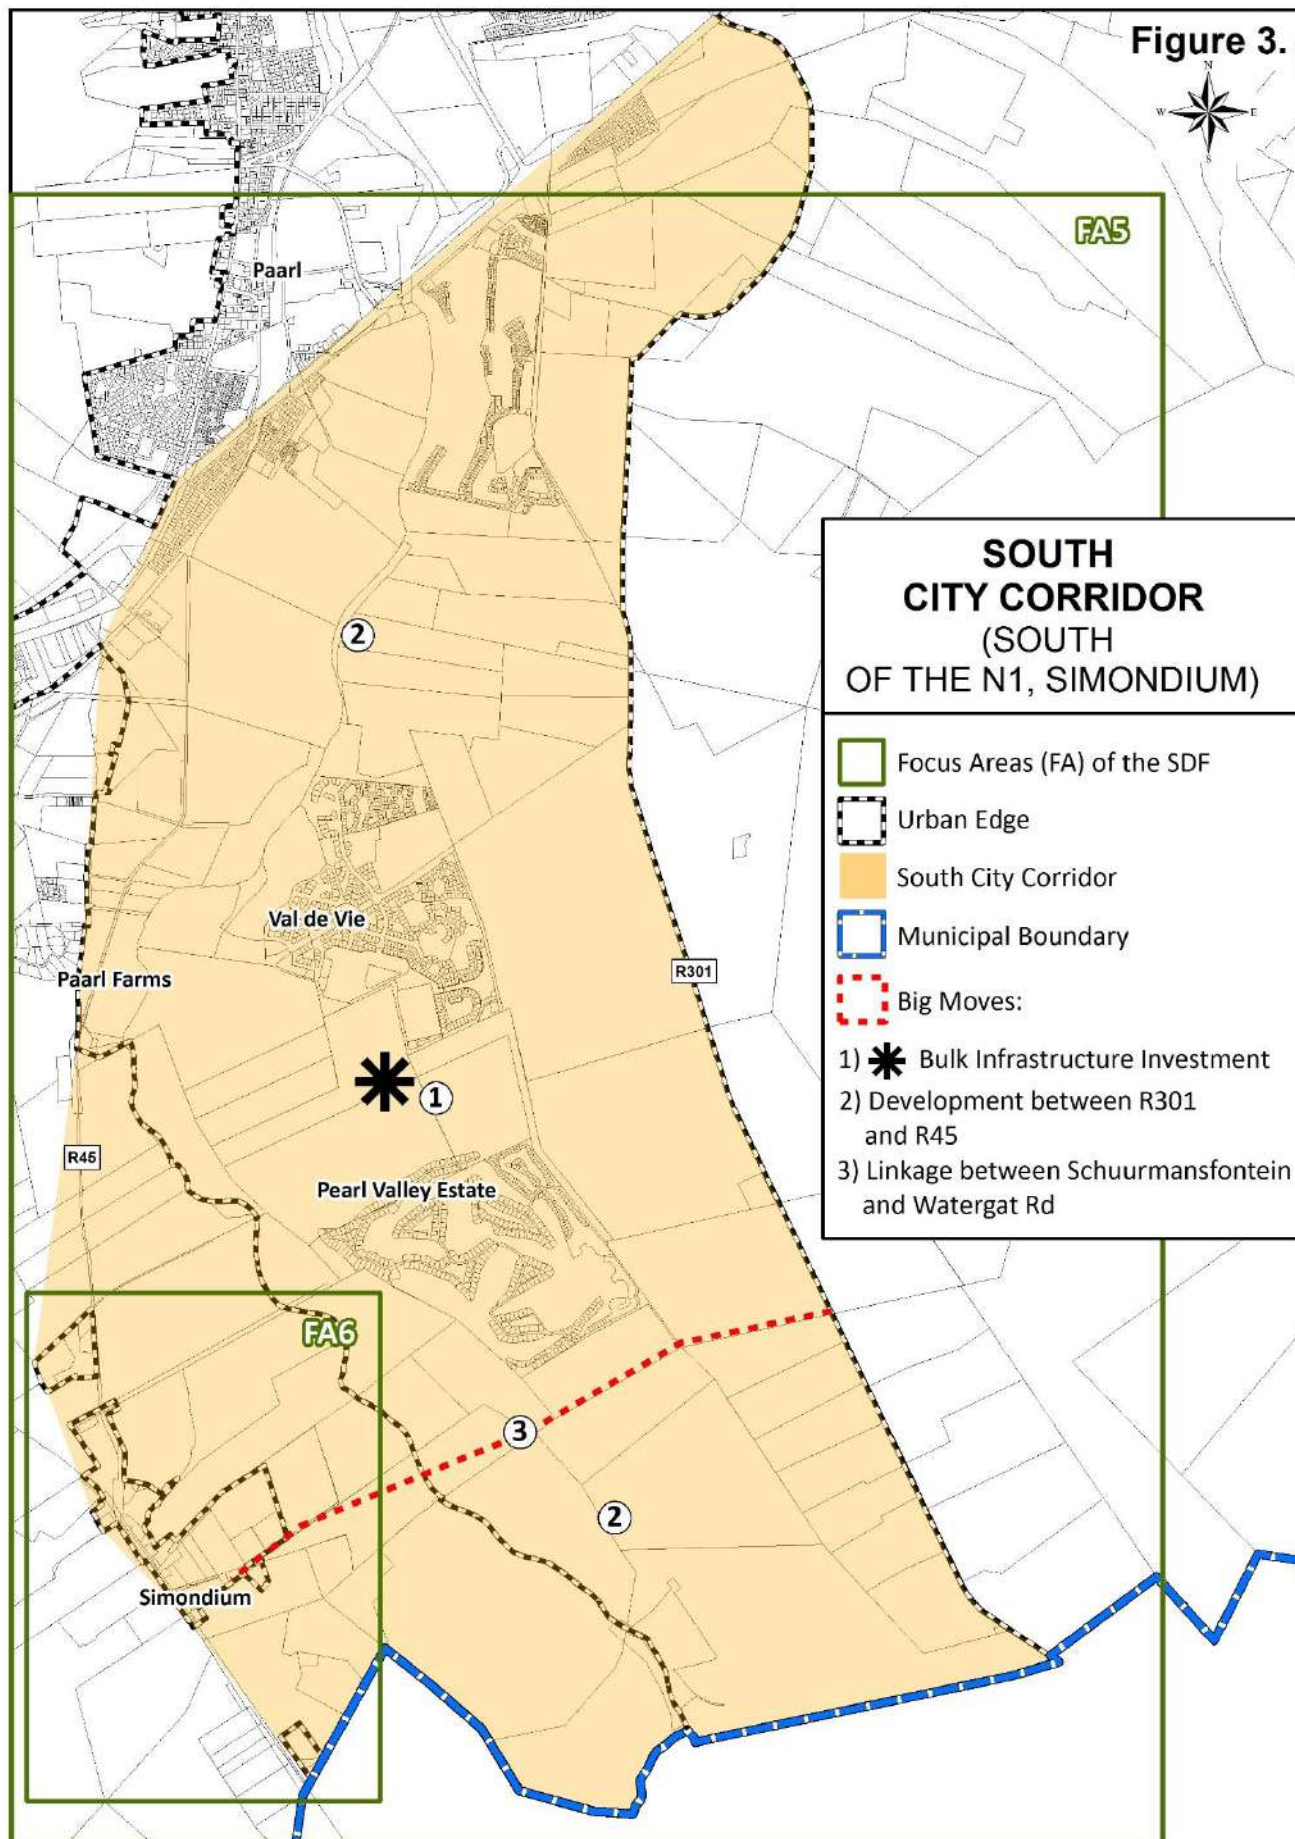 Figure 3.
N
W
E
S
FA5
Paarl
SOUTH
CITY CORRIDOR
(SOUTH
OF THE N1, SIMONDIUM)
Focus Areas (FA) of the SDF
Urban Edge
South City Corridor
Municipal Boundary
Big Moves:
1) Bulk Infrastructure Investment
2) Development between R301
and R45
3) Linkage between Schuurmansfontein
and Watergat Rd
2
Val de Vie
Paarl Farms
R301
1
R45
Pearl Valley Estate
FA6
3
2
Simondium